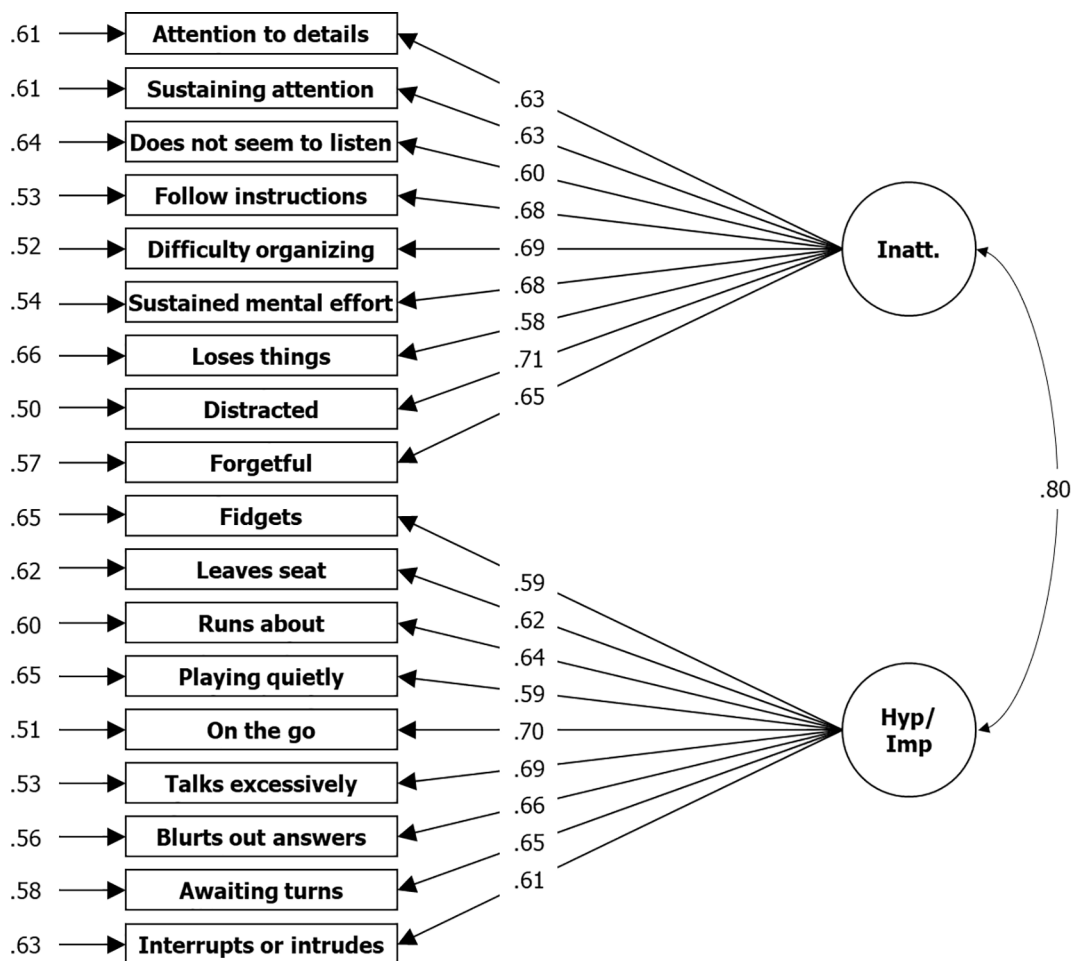 .61 Attention to details
.61 Sustaining attention
.64 Does not seem to listen
.53 Follow instructions
.52 Difficulty organizing
.54 Sustained mental effort
.66 Loses things
.50 Distracted
.57 Forgetful
.65 Fidgets
.62 Leaves seat
.60 Runs about
.65 Playing quietly
.51 On the go
.53 Talks excessively
.56 Blurts out answers
.58 Awaiting turns
.63 Interrupts or intrudes
.63
.63
.60
.68
.69
.68
.58
.71
.65
.59
.62
.64
.59
.70
.69
.66
.65
.61
Inatt.
Hyp/
Imp
.80